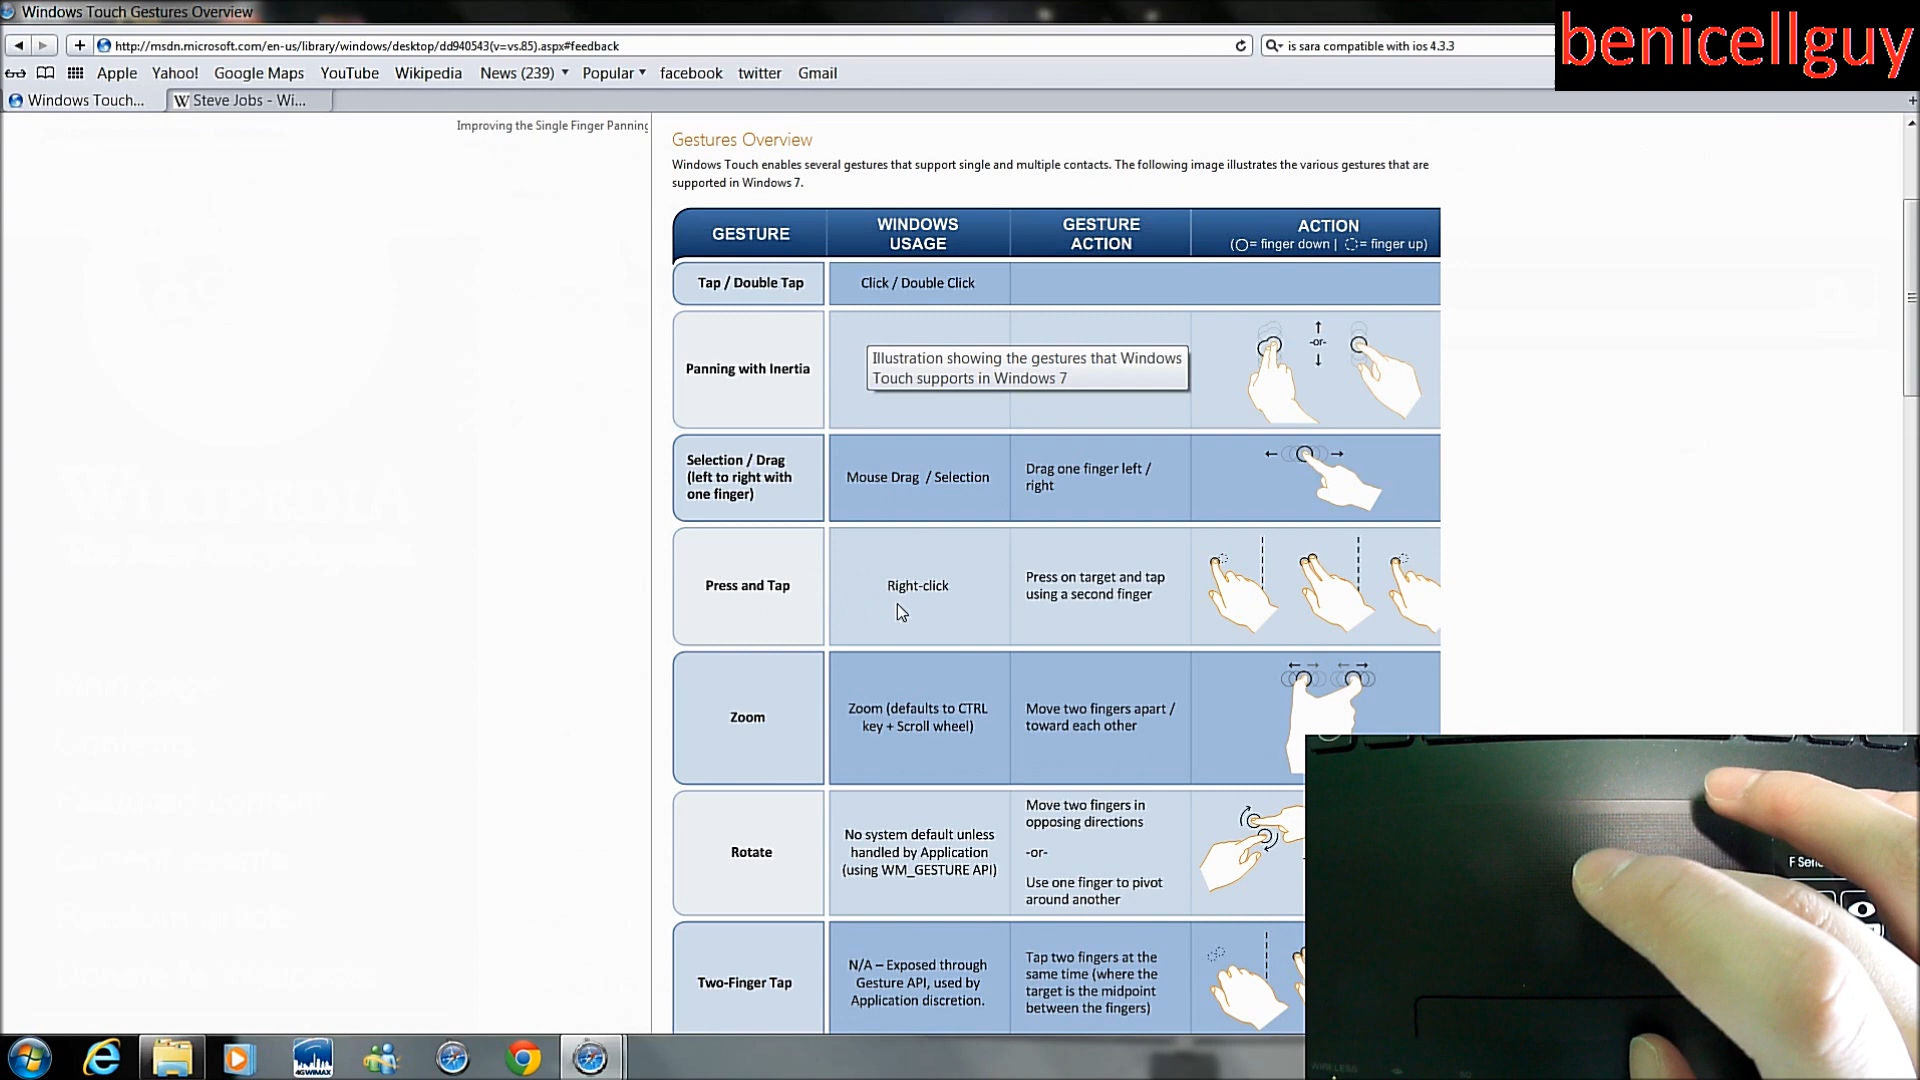 Windows Touch Gestures Overview
http://msdn.microsoft.com/en-us/library/windows/desktop/dd940543(v=vs.85).aspx#feedback
is sara compatible with ios 4.3.3
benicellguy
Apple Yahoo! Google Maps YouTube Wikipedia News (239) Popular facebook twitter Gmail
Windows Touch... Steve Jobs - Wi...
Improving the Single Finger Panning
Gestures Overview
Windows Touch enables several gestures that support single and multiple contacts. The following image illustrates the various gestures that are
supported in Windows 7.
GESTURE
WINDOWS
USAGE
GESTURE
ACTION
ACTION
(= finger down | = finger up)
Tap / Double Tap
Click / Double Click
Panning with Inertia
Illustration showing the gestures that Windows
Touch supports in Windows 7
-or-
Selection / Drag
(left to right with
one finger)
Mouse Drag / Selection
Drag one finger left /
right
Press and Tap
Right-click
Press on target and tap
using a second finger
Zoom
Zoom (defaults to CTRL
key + Scroll wheel)
Move two fingers apart /
toward each other
Rotate
No system default unless
handled by Application
(using WM_GESTURE API)
Move two fingers in
opposing directions
-or-
Use one finger to pivot
around another
Two-Finger Tap
N/A – Exposed through
Gesture API, used by
Application discretion.
Tap two fingers at the
same time (where the
target is the midpoint
between the fingers)
WIKIPEDIA
Main page
4G WIMAX
WIRELESS